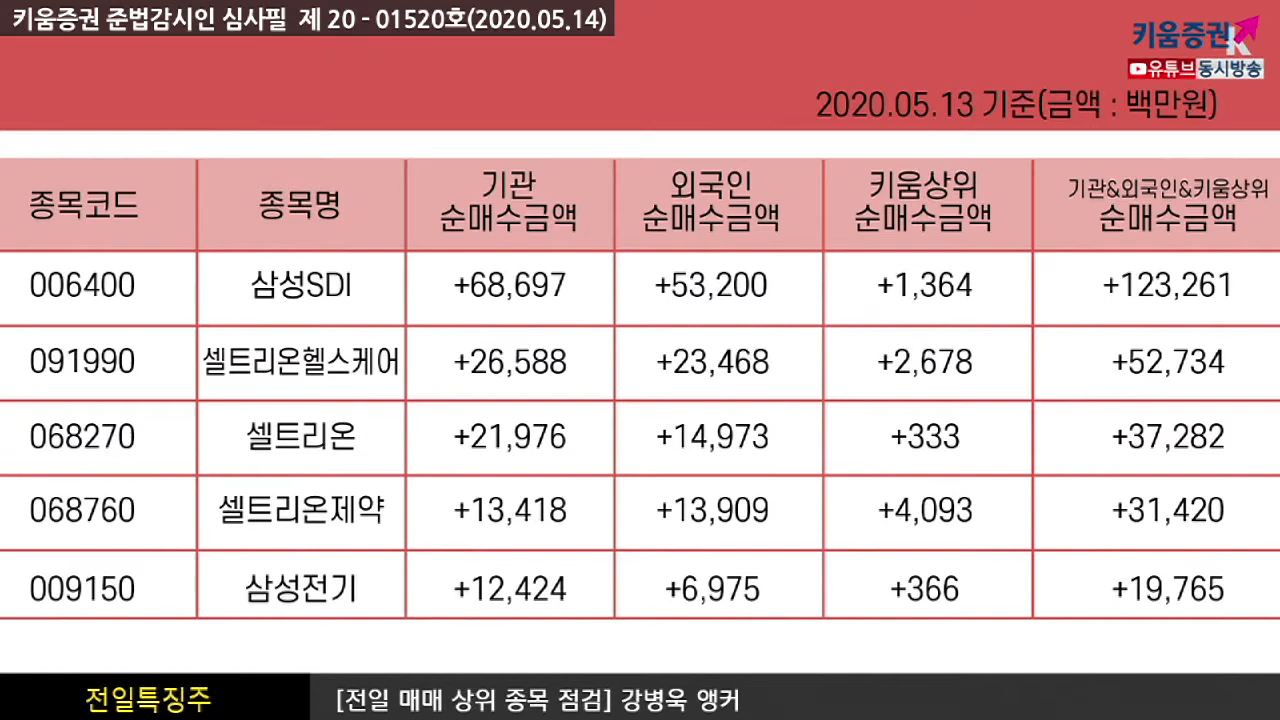 키움증권 준법감시인 심사필 제 20 - 01520호(2020.05.14)
키움증권 K
유튜브 동시방송
2020.05.13 기준(금액 : 백만원)
종목코드 종목명 기관 순매수금액 외국인 순매수금액 키움상위 순매수금액 기관&외국인&키움상위 순매수금액
006400 삼성SDI +68,697 +53,200 +1,364 +123,261
091990 셀트리온헬스케어 +26,588 +23,468 +2,678 +52,734
068270 셀트리온 +21,976 +14,973 +333 +37,282
068760 셀트리온제약 +13,418 +13,909 +4,093 +31,420
009150 삼성전기 +12,424 +6,975 +366 +19,765
전일특징주 [전일 매매 상위 종목 점검] 강병욱 앵커